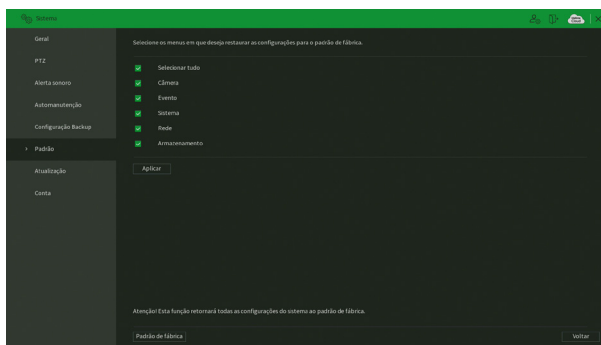 Sistema
Geral
PTZ
Alerta sonoro
Automanutenção
Configuração Backup
Padrão
Atualização
Conta
Selecione os menus em que deseja restaurar as configurações para o padrão de fábrica.
Selecionar tudo
Câmera
Evento
Sistema
Rede
Armazenamento
Aplicar
Atenção! Esta função retornará todas as configurações do sistema ao padrão de fábrica.
Padrão de fábrica
Voltar